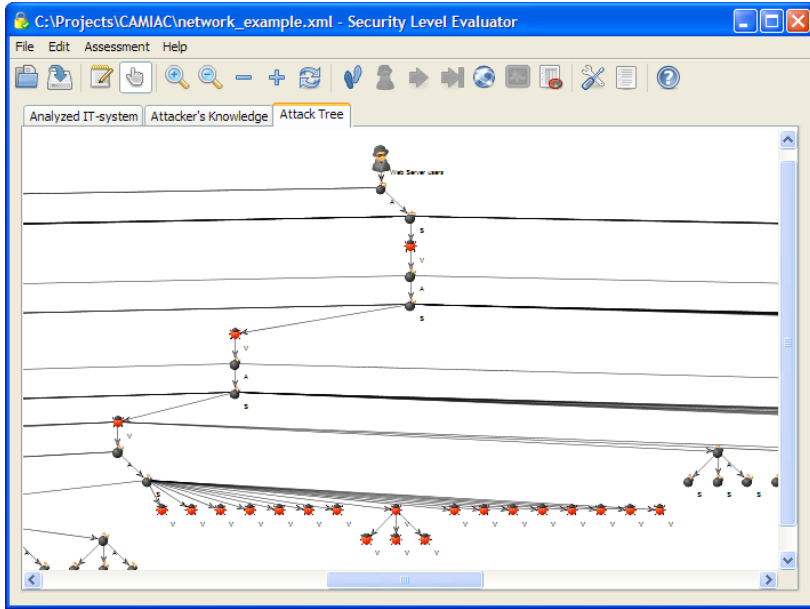 C:\Projects\CAMIAC\network_example.xml - Security Level Evaluator
File Edit Assessment Help
Analyzed IT-system Attacker's Knowledge Attack Tree
Web Server users
A
S
V
A
S
V
A
S
V
A A
S S S S
V V V V V V V V V V V V V V V
V V V